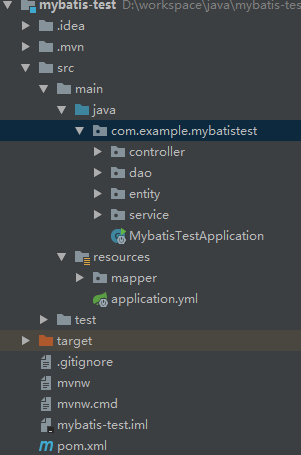 mybatis-test D:\workspace\java\mybatis-tes
.idea
.mvn
src
main
java
com.example.mybatistest
controller
dao
entity
service
MybatisTestApplication
resources
mapper
application.yml
test
target
.gitignore
mvnw
mvnw.cmd
mybatis-test.iml
pom.xml